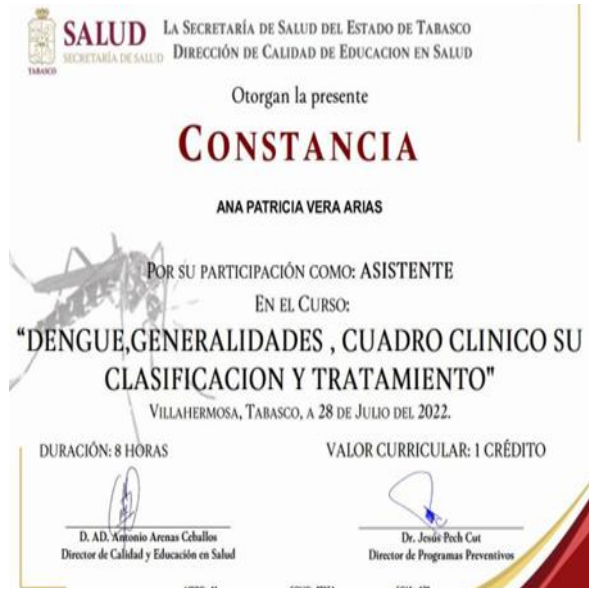 SALUD
SECRETARÍA DE SALUD
TABASCO
LA SECRETARÍA DE SALUD DEL ESTADO DE TABASCO
DIRECCIÓN DE CALIDAD DE EDUCACION EN SALUD
Otorgan la presente
CONSTANCIA
ANA PATRICIA VERA ARIAS
POR SU PARTICIPACIÓN COMO: ASISTENTE
EN EL CURSO:
“DENGUE,GENERALIDADES , CUADRO CLINICO SU
CLASIFICACION Y TRATAMIENTO"
VILLAHERMOSA, TABASCO, A 28 DE JULIO DEL 2022.
DURACIÓN: 8 HORAS
VALOR CURRICULAR: 1 CRÉDITO
D. AD. Antonio Arenas Ceballos
Director de Calidad y Educación en Salud
Dr. Jesús Pech Cut
Director de Programas Preventivos